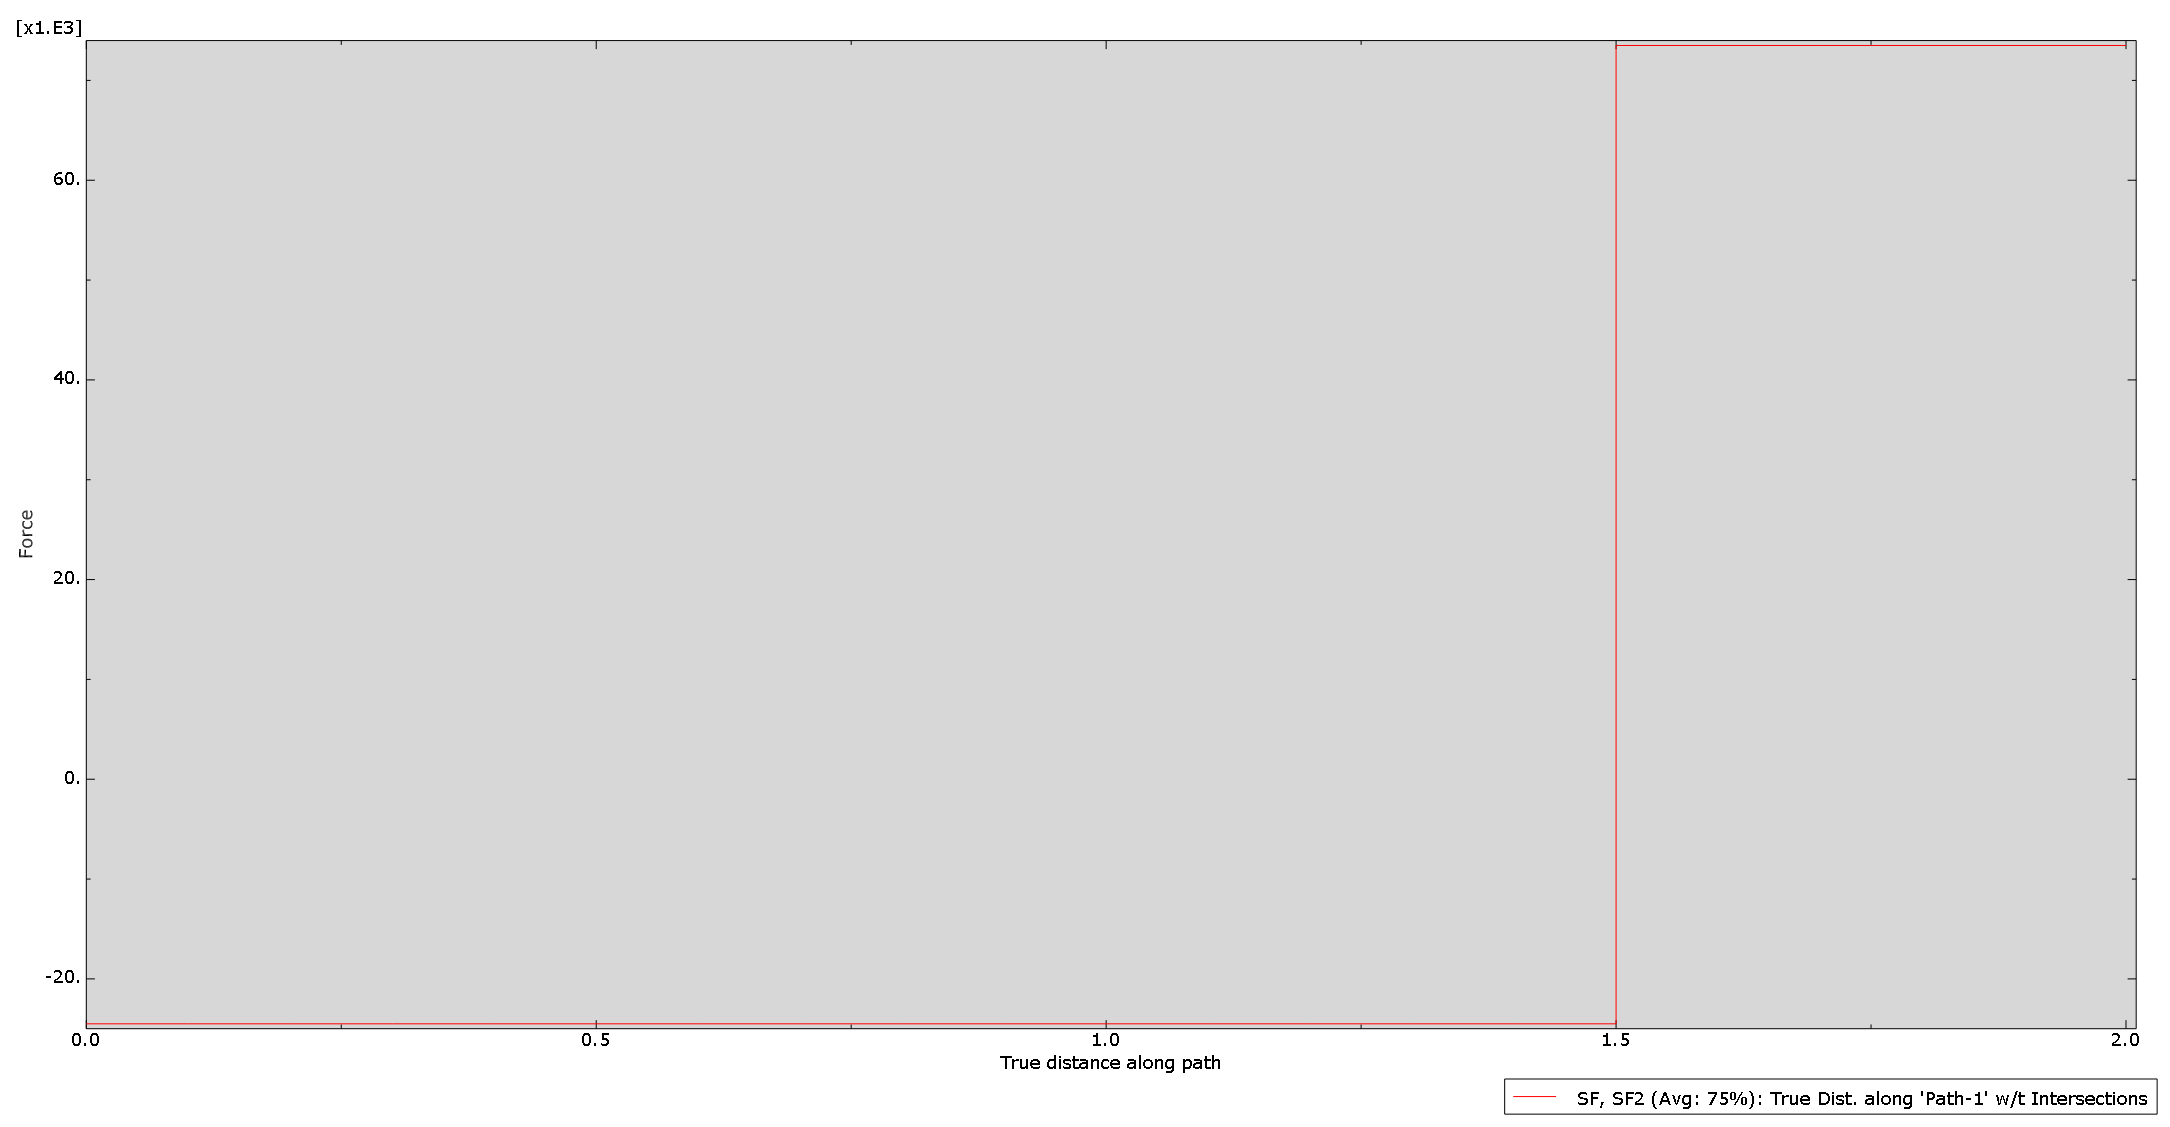 [x1.E3]
60.
40.
20.
0.
-20.
Force
0.0 0.5 1.0 1.5 2.0
True distance along path
SF, SF2 (Avg: 75%): True Dist. along 'Path-1' w/t Intersections